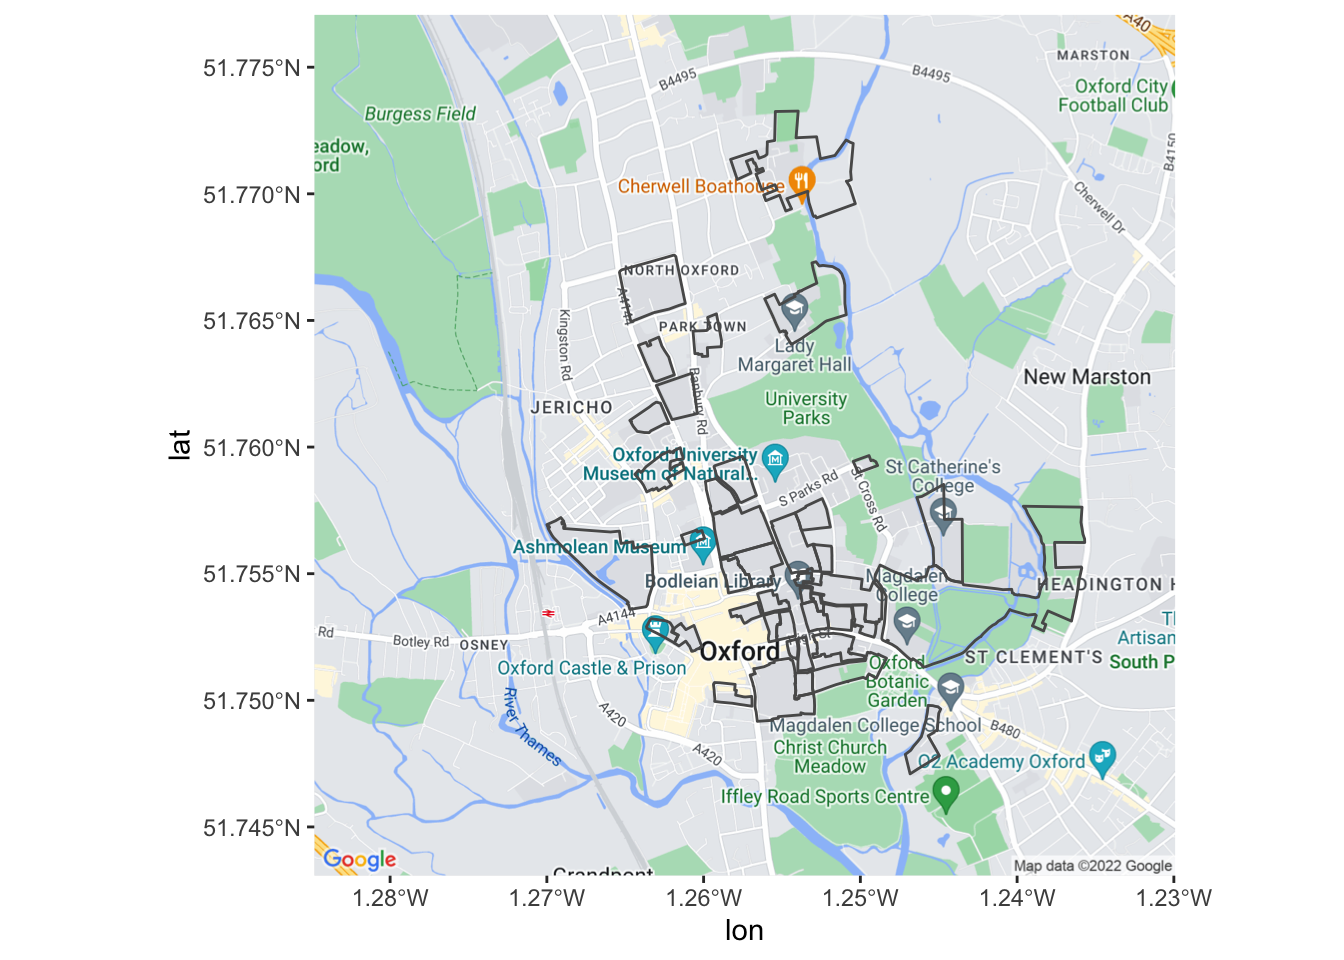 A40
MARSTON
51.775°N
B4495
B4495
Oxford City
Football Club
Burgess Field
eadow,
ord
B4150
51.770°N
Cherwell Boathouse
Cherwell Dr
NORTH OXFORD
A4144
51.765°N
Kingston Rd
PARK TOWN
Lady
Margaret Hall
New Marston
Banbury Rd
JERICHO
University
Parks
lat
51.760°N
Oxford University
Museum of Natural...
St Catherine's
College
S Parks Rd
St Cross Rd
Ashmolean Museum
51.755°N
Bodleian Library
Magdalen
College
HEADINGTON H
A4144
Th
Artisan
Rd
Botley Rd
OSNEY
High St
Oxford
Oxford Castle & Prison
ST CLEMENT'S
South P
Oxford
Botanic
Garden
51.750°N
River Thames
A420
A420
Magdalen College School
B480
Christ Church
Meadow
O2 Academy Oxford
Iffley Road Sports Centre
51.745°N
Google
Grandpont
Map data ©2022 Google
1.28°W
1.27°W
1.26°W
1.25°W
1.24°W
1.23°W
lon